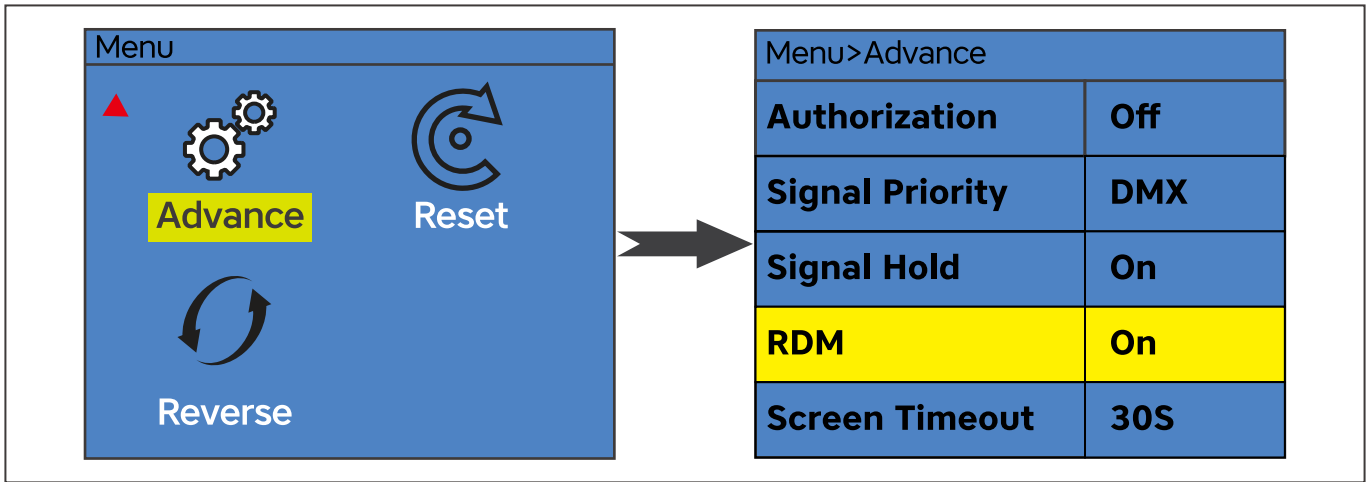 Menu
Advance
Reset
Reverse
Menu>Advance
Authorization Off
Signal Priority DMX
Signal Hold On
RDM On
Screen Timeout 30S